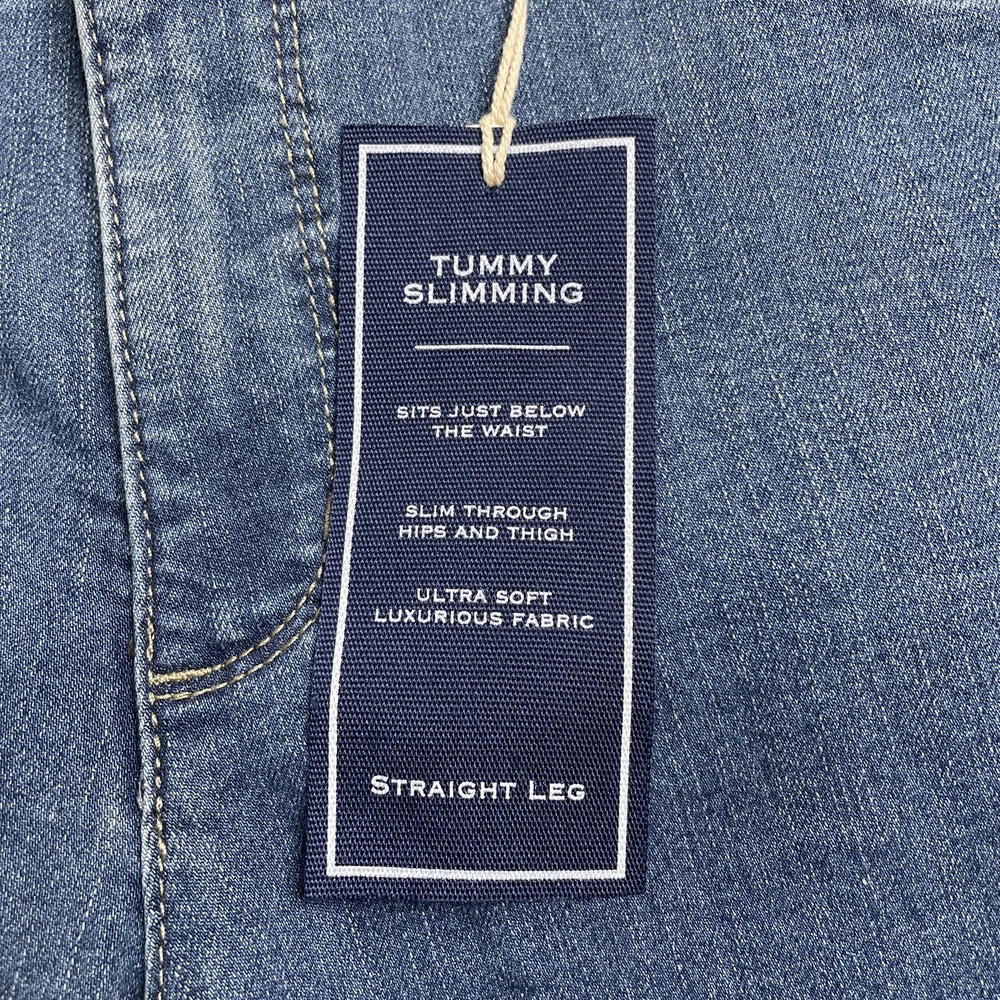 TUMMY
SLIMMING
SITS JUST BELOW
THE WAIST
SLIM THROUGH
HIPS AND THIGH
ULTRA SOFT
LUXURIOUS FABRIC
STRAIGHT LEG